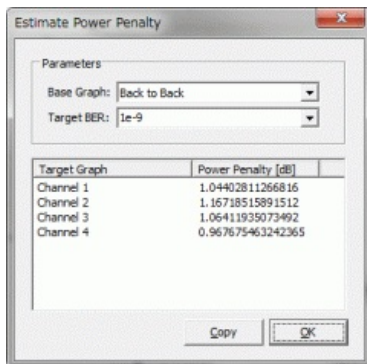 Estimate Power Penalty
Parameters
Base Graph: Back to Back
Target BER: 1e-9
Target Graph Power Penalty [dB]
Channel 1 1.04402811266816
Channel 2 1.16718515891512
Channel 3 1.06411935073492
Channel 4 0.967675463242365
Copy OK